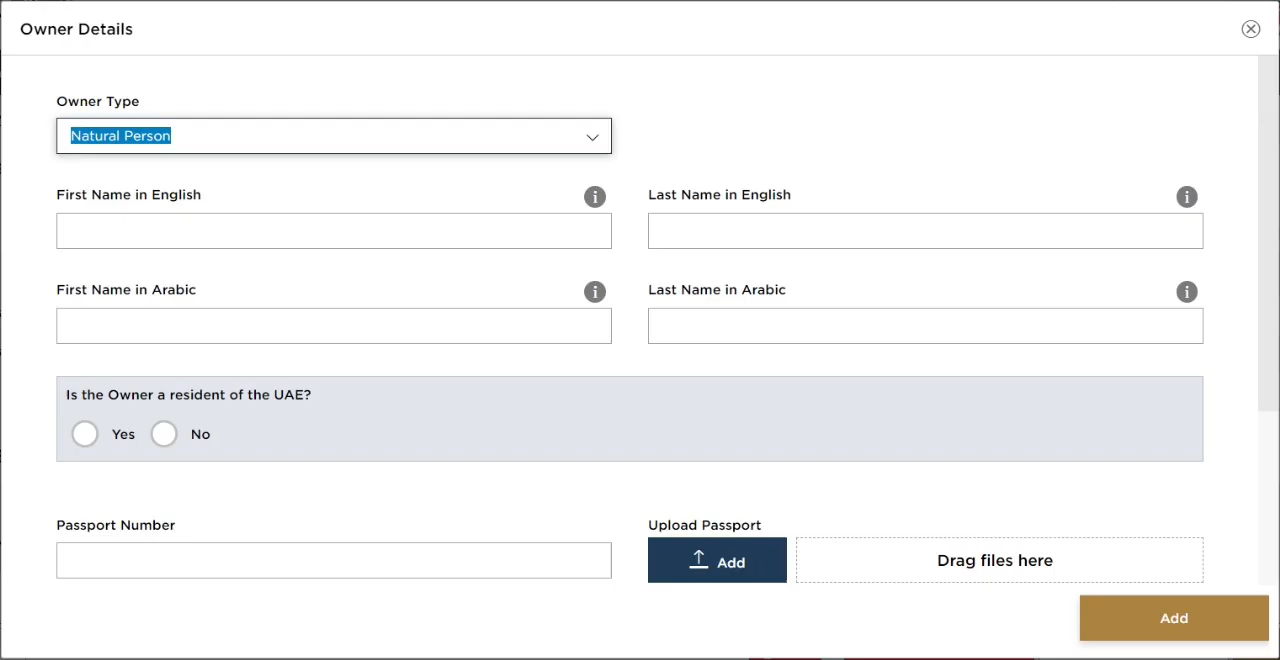 Owner Details
Owner Type
Natural Person
First Name in English
Last Name in English
First Name in Arabic
Last Name in Arabic
Is the Owner a resident of the UAE?
Yes No
Passport Number
Upload Passport
Add
Drag files here
Add